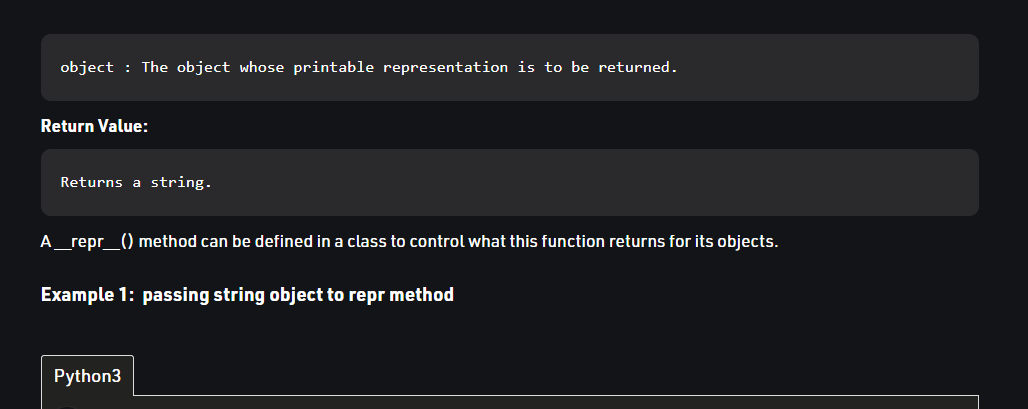 object : The object whose printable representation is to be returned.
Return Value:
Returns a string.
A __repr__() method can be defined in a class to control what this function returns for its objects.
Example 1:  passing string object to repr method
Python3